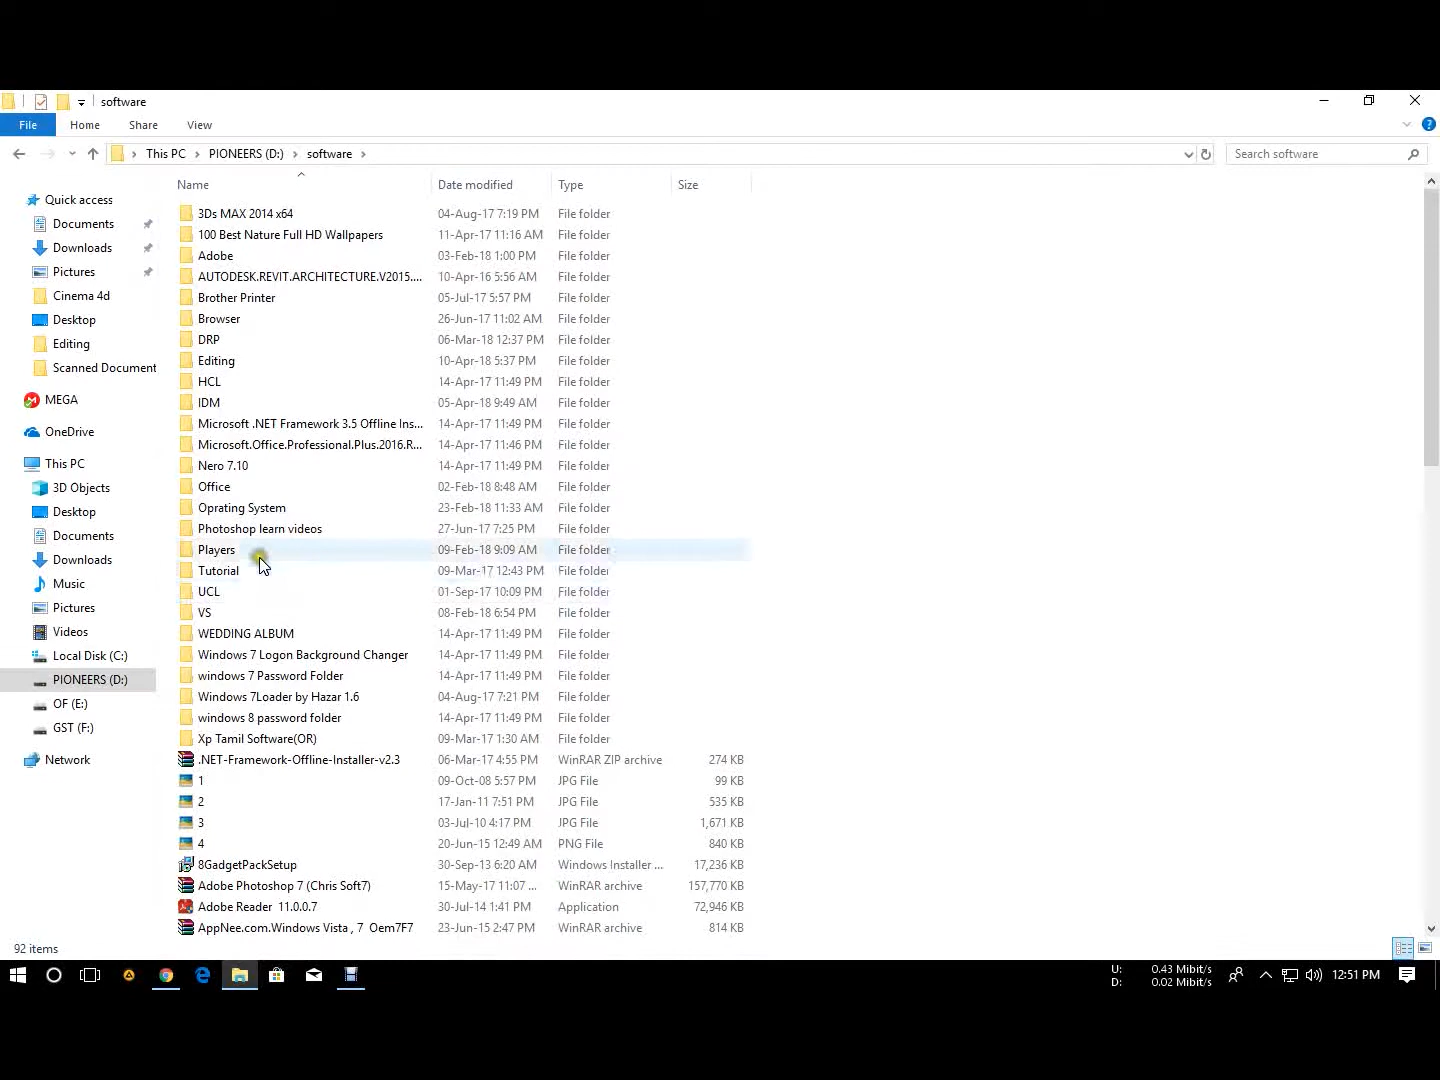 software
File Home Share View
This PC PIONEERS (D:) software Search software
Name Date modified Type Size
Quick access
Documents
Downloads
Pictures
Cinema 4d
Desktop
Editing
Scanned Document
MEGA
OneDrive
This PC
3D Objects
Desktop
Documents
Downloads
Music
Pictures
Videos
Local Disk (C:)
PIONEERS (D:)
OF (E:)
GST (F:)
Network
3Ds MAX 2014 x64 04-Aug-17 7:19 PM File folder
100 Best Nature Full HD Wallpapers 11-Apr-17 11:16 AM File folder
Adobe 03-Feb-18 1:00 PM File folder
AUTODESK.REVIT.ARCHITECTURE.V2015.... 10-Apr-16 5:56 AM File folder
Brother Printer 05-Jul-17 5:57 PM File folder
Browser 26-Jun-17 11:02 AM File folder
DRP 06-Mar-18 12:37 PM File folder
Editing 10-Apr-18 5:37 PM File folder
HCL 14-Apr-17 11:49 PM File folder
IDM 05-Apr-18 9:49 AM File folder
Microsoft .NET Framework 3.5 Offline Ins... 14-Apr-17 11:49 PM File folder
Microsoft.Office.Professional.Plus.2016.R... 14-Apr-17 11:46 PM File folder
Nero 7.10 14-Apr-17 11:49 PM File folder
Office 02-Feb-18 8:48 AM File folder
Oprating System 23-Feb-18 11:33 AM File folder
Photoshop learn videos 27-Jun-17 7:25 PM File folder
Players 09-Feb-18 9:09 AM File folder
Tutorial 09-Mar-17 12:43 PM File folder
UCL 01-Sep-17 10:09 PM File folder
VS 08-Feb-18 6:54 PM File folder
WEDDING ALBUM 14-Apr-17 11:49 PM File folder
Windows 7 Logon Background Changer 14-Apr-17 11:49 PM File folder
windows 7 Password Folder 14-Apr-17 11:49 PM File folder
Windows 7Loader by Hazar 1.6 04-Aug-17 7:21 PM File folder
windows 8 password folder 14-Apr-17 11:49 PM File folder
Xp Tamil Software(OR) 09-Mar-17 1:30 AM File folder
.NET-Framework-Offline-Installer-v2.3 06-Mar-17 4:55 PM WinRAR ZIP archive 274 KB
1 09-Oct-08 5:57 PM JPG File 99 KB
2 17-Jan-11 7:51 PM JPG File 535 KB
3 03-Jul-10 4:17 PM JPG File 1,671 KB
4 20-Jun-15 12:49 AM PNG File 840 KB
8GadgetPackSetup 30-Sep-13 6:20 AM Windows Installer ... 17,236 KB
Adobe Photoshop 7 (Chris Soft7) 15-May-17 11:07 ... WinRAR archive 157,770 KB
Adobe Reader 11.0.0.7 30-Jul-14 1:41 PM Application 72,946 KB
AppNee.com.Windows Vista , 7 Oem7F7 23-Jun-15 2:47 PM WinRAR archive 814 KB
92 items
U: 0.43 Mibit/s
D: 0.02 Mibit/s
12:51 PM